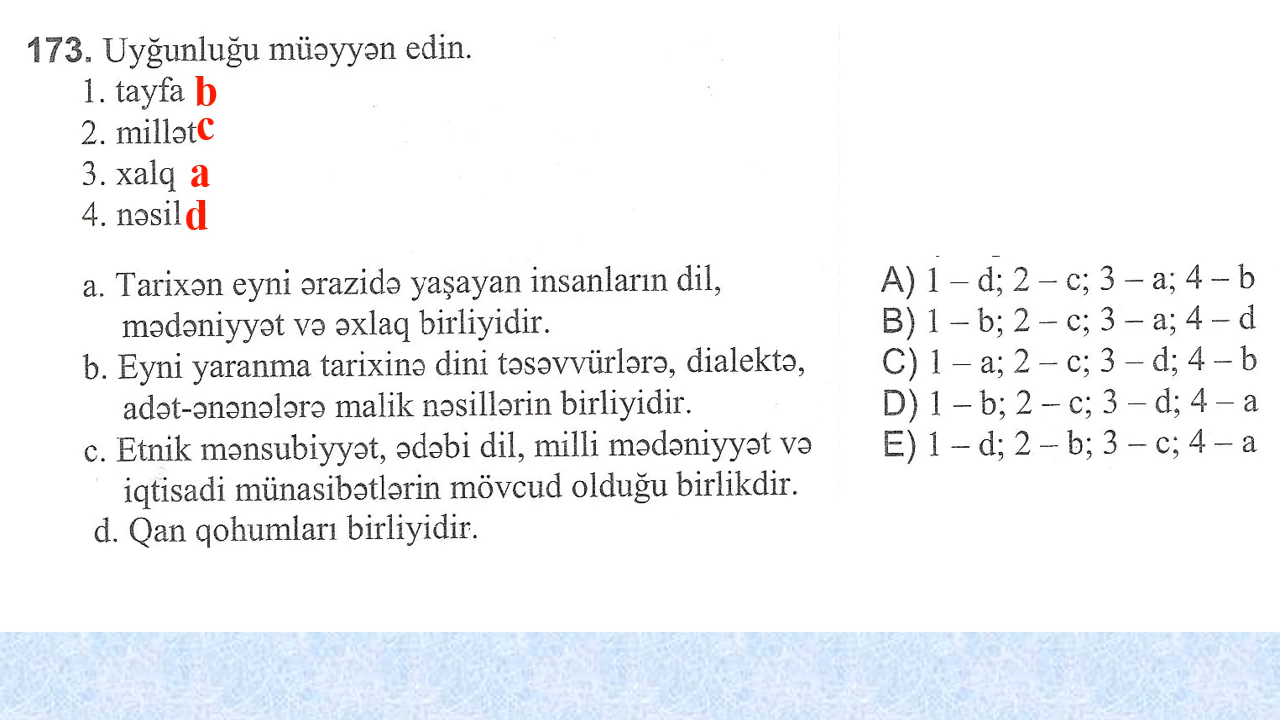 173. Uyğunluğu müəyyən edin.
1. tayfa b
2. millət c
3. xalq a
4. nəsil d
a. Tarixən eyni ərazidə yaşayan insanların dil,
mədəniyyət və əxlaq birliyidir.
b. Eyni yaranma tarixinə dini təsəvvürlərə, dialektə,
adət-ənənələrə malik nəsillərin birliyidir.
c. Etnik mənsubiyyət, ədəbi dil, milli mədəniyyət və
iqtisadi münasibətlərin mövcud olduğu birlikdir.
d. Qan qohumları birliyidir.
A) 1 – d; 2 – c; 3 – a; 4 – b
B) 1 – b; 2 – c; 3 – a; 4 – d
C) 1 – a; 2 – c; 3 – d; 4 – b
D) 1 – b; 2 – c; 3 – d; 4 – a
E) 1 – d; 2 – b; 3 – c; 4 – a